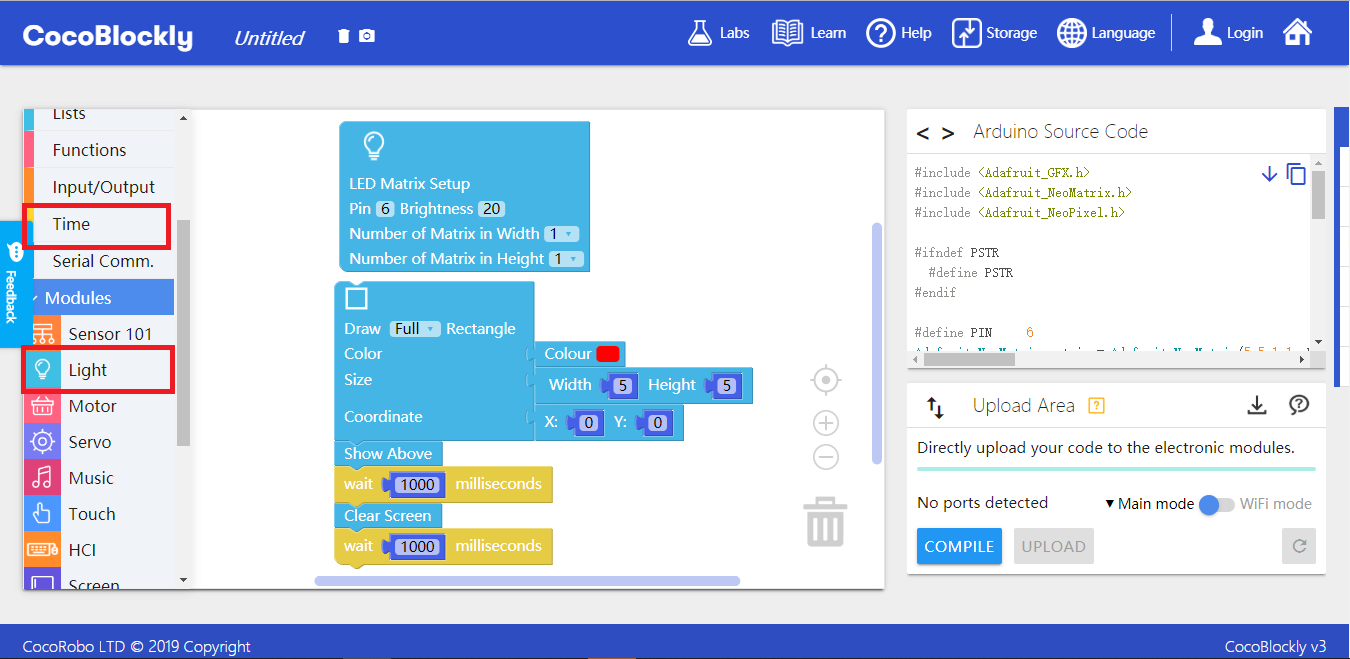 CocoBlockly Untitled Labs Learn Help Storage Language Login
Lists
Functions
Input/Output
Time
Serial Comm.
Modules
Sensor 101
Light
Motor
Servo
Music
Touch
HCI
Screen
Feedback
LED Matrix Setup
Pin 6 Brightness 20
Number of Matrix in Width 1
Number of Matrix in Height 1
Draw Full Rectangle
Color Colour
Size Width 5 Height 5
Coordinate X: 0 Y: 0
Show Above
wait 1000 milliseconds
Clear Screen
wait 1000 milliseconds
< > Arduino Source Code
#include <Adafruit_GFX.h>
#include <Adafruit_NeoMatrix.h>
#include <Adafruit_NeoPixel.h>
#ifndef PSTR
#define PSTR
#endif
#define PIN 6
Upload Area ?
Directly upload your code to the electronic modules.
No ports detected Main mode WiFi mode
COMPILE UPLOAD
CocoRobo LTD © 2019 Copyright CocoBlockly v3